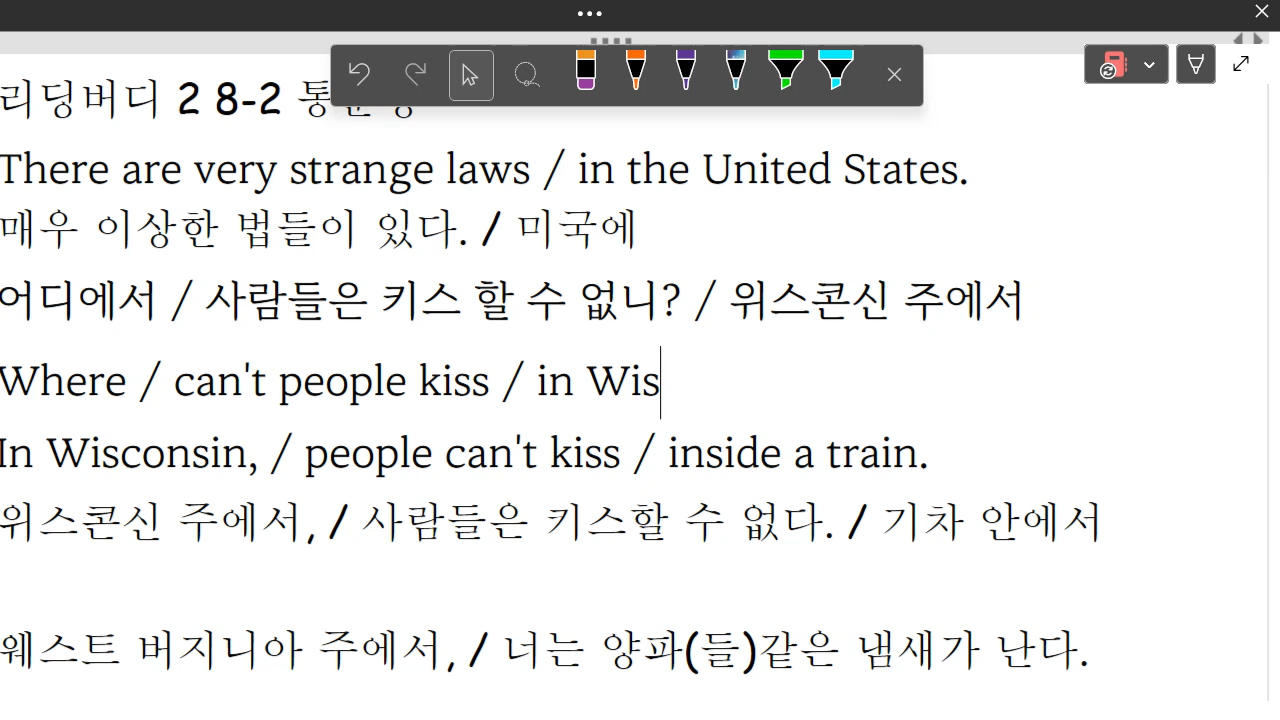 리딩버디 2 8-2
There are very strange laws / in the United States.
매우 이상한 법들이 있다. / 미국에
어디에서 / 사람들은 키스 할 수 없니? / 위스콘신 주에서
Where / can't people kiss / in Wis
In Wisconsin, / people can't kiss / inside a train.
위스콘신 주에서, / 사람들은 키스할 수 없다. / 기차 안에서
웨스트 버지니아 주에서, / 너는 양파(들)같은 냄새가 난다.